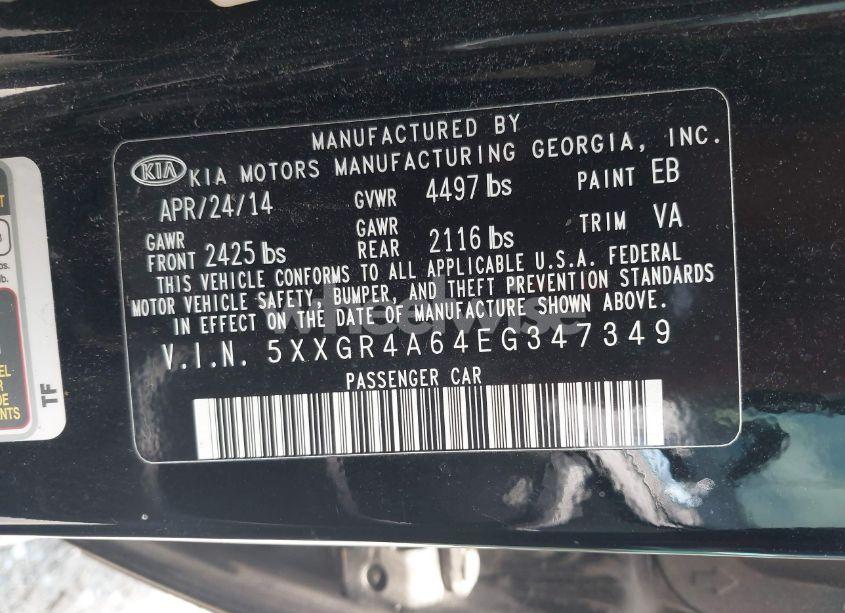 MANUFACTURED BY
KIA KIA MOTORS MANUFACTURING GEORGIA, INC.
APR/24/14 GVWR 4497 lbs PAINT EB
GAWR FRONT 2425 lbs GAWR REAR 2116 lbs TRIM VA
THIS VEHICLE CONFORMS TO ALL APPLICABLE U.S.A. FEDERAL
MOTOR VEHICLE SAFETY, BUMPER, AND THEFT PREVENTION STANDARDS
IN EFFECT ON THE DATE OF MANUFACTURE SHOWN ABOVE.
V.I.N. 5XXGR4A64EG347349
PASSENGER CAR
TF